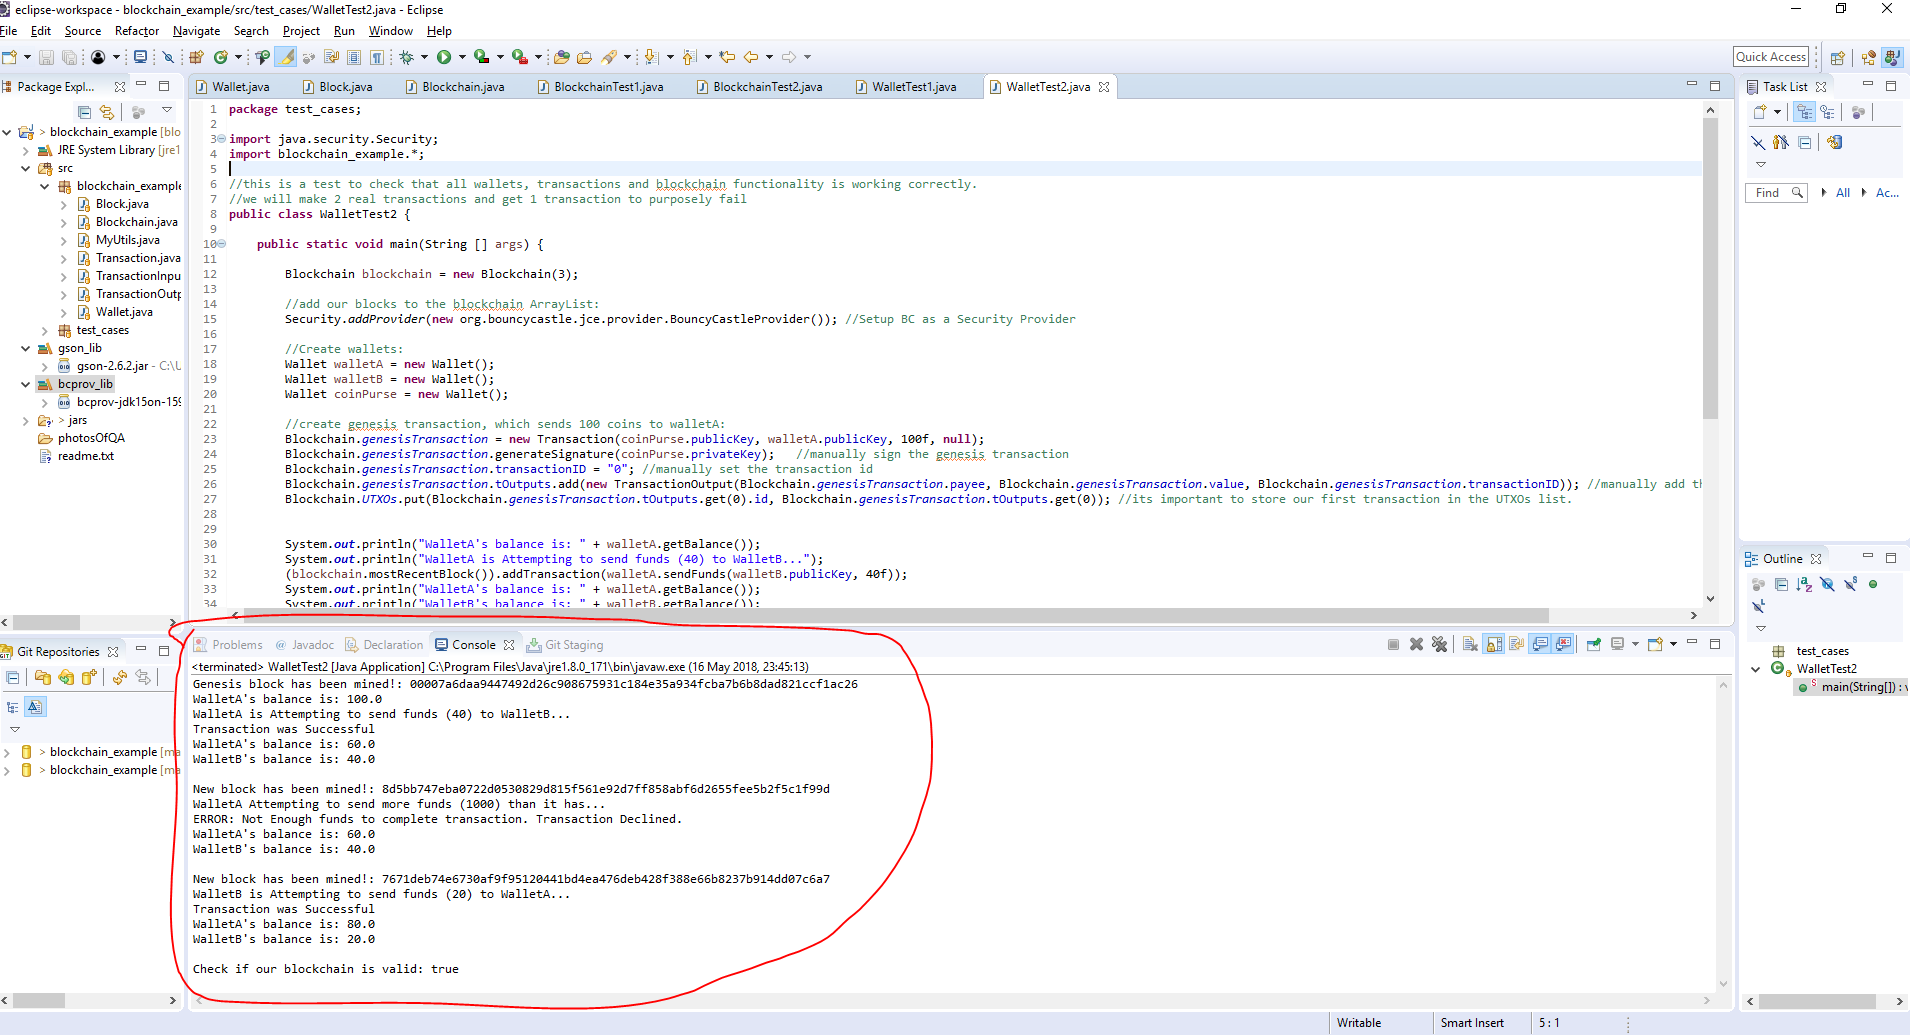 eclipse-workspace - blockchain_example/src/test_cases/WalletTest2.java - Eclipse
File Edit Source Refactor Navigate Search Project Run Window Help
Quick Access
Package Expl...
> blockchain_example [blo
JRE System Library [jre1
src
blockchain_example
Block.java
Blockchain.java
MyUtils.java
Transaction.java
TransactionInpu
TransactionOutp
Wallet.java
test_cases
gson_lib
gson-2.6.2.jar - C:\U
bcprov_lib
bcprov-jdk15on-159
> jars
photosOfQA
readme.txt
Git Repositories
> blockchain_example [ma
> blockchain_example [ma
Wallet.java Block.java Blockchain.java BlockchainTest1.java BlockchainTest2.java WalletTest1.java WalletTest2.java
1 package test_cases;
2
3 import java.security.Security;
4 import blockchain_example.*;
5
6 //this is a test to check that all wallets, transactions and blockchain functionality is working correctly.
7 //we will make 2 real transactions and get 1 transaction to purposely fail
8 public class WalletTest2 {
9
10 public static void main(String [] args) {
11
12 Blockchain blockchain = new Blockchain(3);
13
14 //add our blocks to the blockchain ArrayList:
15 Security.addProvider(new org.bouncycastle.jce.provider.BouncyCastleProvider()); //Setup BC as a Security Provider
16
17 //Create wallets:
18 Wallet walletA = new Wallet();
19 Wallet walletB = new Wallet();
20 Wallet coinPurse = new Wallet();
21
22 //create genesis transaction, which sends 100 coins to walletA:
23 Blockchain.genesisTransaction = new Transaction(coinPurse.publicKey, walletA.publicKey, 100f, null);
24 Blockchain.genesisTransaction.generateSignature(coinPurse.privateKey); //manually sign the genesis transaction
25 Blockchain.genesisTransaction.transactionID = "0"; //manually set the transaction id
26 Blockchain.genesisTransaction.tOutputs.add(new TransactionOutput(Blockchain.genesisTransaction.payee, Blockchain.genesisTransaction.value, Blockchain.genesisTransaction.transactionID)); //manually add th
27 Blockchain.UTXOs.put(Blockchain.genesisTransaction.tOutputs.get(0).id, Blockchain.genesisTransaction.tOutputs.get(0)); //its important to store our first transaction in the UTXOs list.
28
29
30 System.out.println("WalletA's balance is: " + walletA.getBalance());
31 System.out.println("WalletA is Attempting to send funds (40) to WalletB...");
32 (blockchain.mostRecentBlock()).addTransaction(walletA.sendFunds(walletB.publicKey, 40f));
33 System.out.println("WalletA's balance is: " + walletA.getBalance());
34 System.out.println("WalletB's balance is: " + walletB.getBalance());
Problems @ Javadoc Declaration Console Git Staging
<terminated> WalletTest2 [Java Application] C:\Program Files\Java\jre1.8.0_171\bin\javaw.exe (16 May 2018, 23:45:13)
Genesis block has been mined!: 00007a6daa9447492d26c908675931c184e35a934fcba7b6b8dad821ccf1ac26
WalletA's balance is: 100.0
WalletA is Attempting to send funds (40) to WalletB...
Transaction was Successful
WalletA's balance is: 60.0
WalletB's balance is: 40.0
New block has been mined!: 8d5bb747eba0722d0530829d815f561e92d7ff858abf6d2655fee5b2f5c1f99d
WalletA Attempting to send more funds (1000) than it has...
ERROR: Not Enough funds to complete transaction. Transaction Declined.
WalletA's balance is: 60.0
WalletB's balance is: 40.0
New block has been mined!: 7671deb74e6730af9f95120441bd4ea476deb428f388e66b8237b914dd07c6a7
WalletB is Attempting to send funds (20) to WalletA...
Transaction was Successful
WalletA's balance is: 80.0
WalletB's balance is: 20.0
Check if our blockchain is valid: true
Task List
Find All Ac...
Outline
test_cases
WalletTest2
main(String[]) : v
Writable Smart Insert 5 : 1